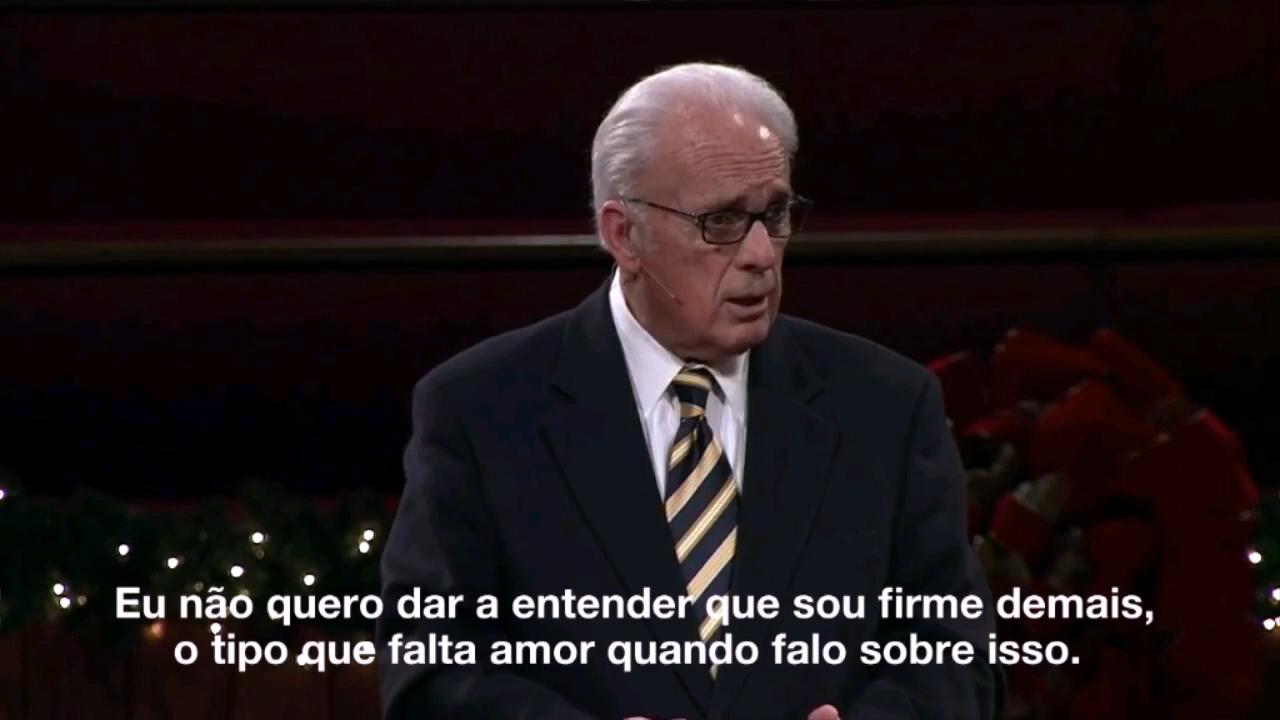 Eu não quero dar a entender que sou firme demais,
o tipo que falta amor quando falo sobre isso.